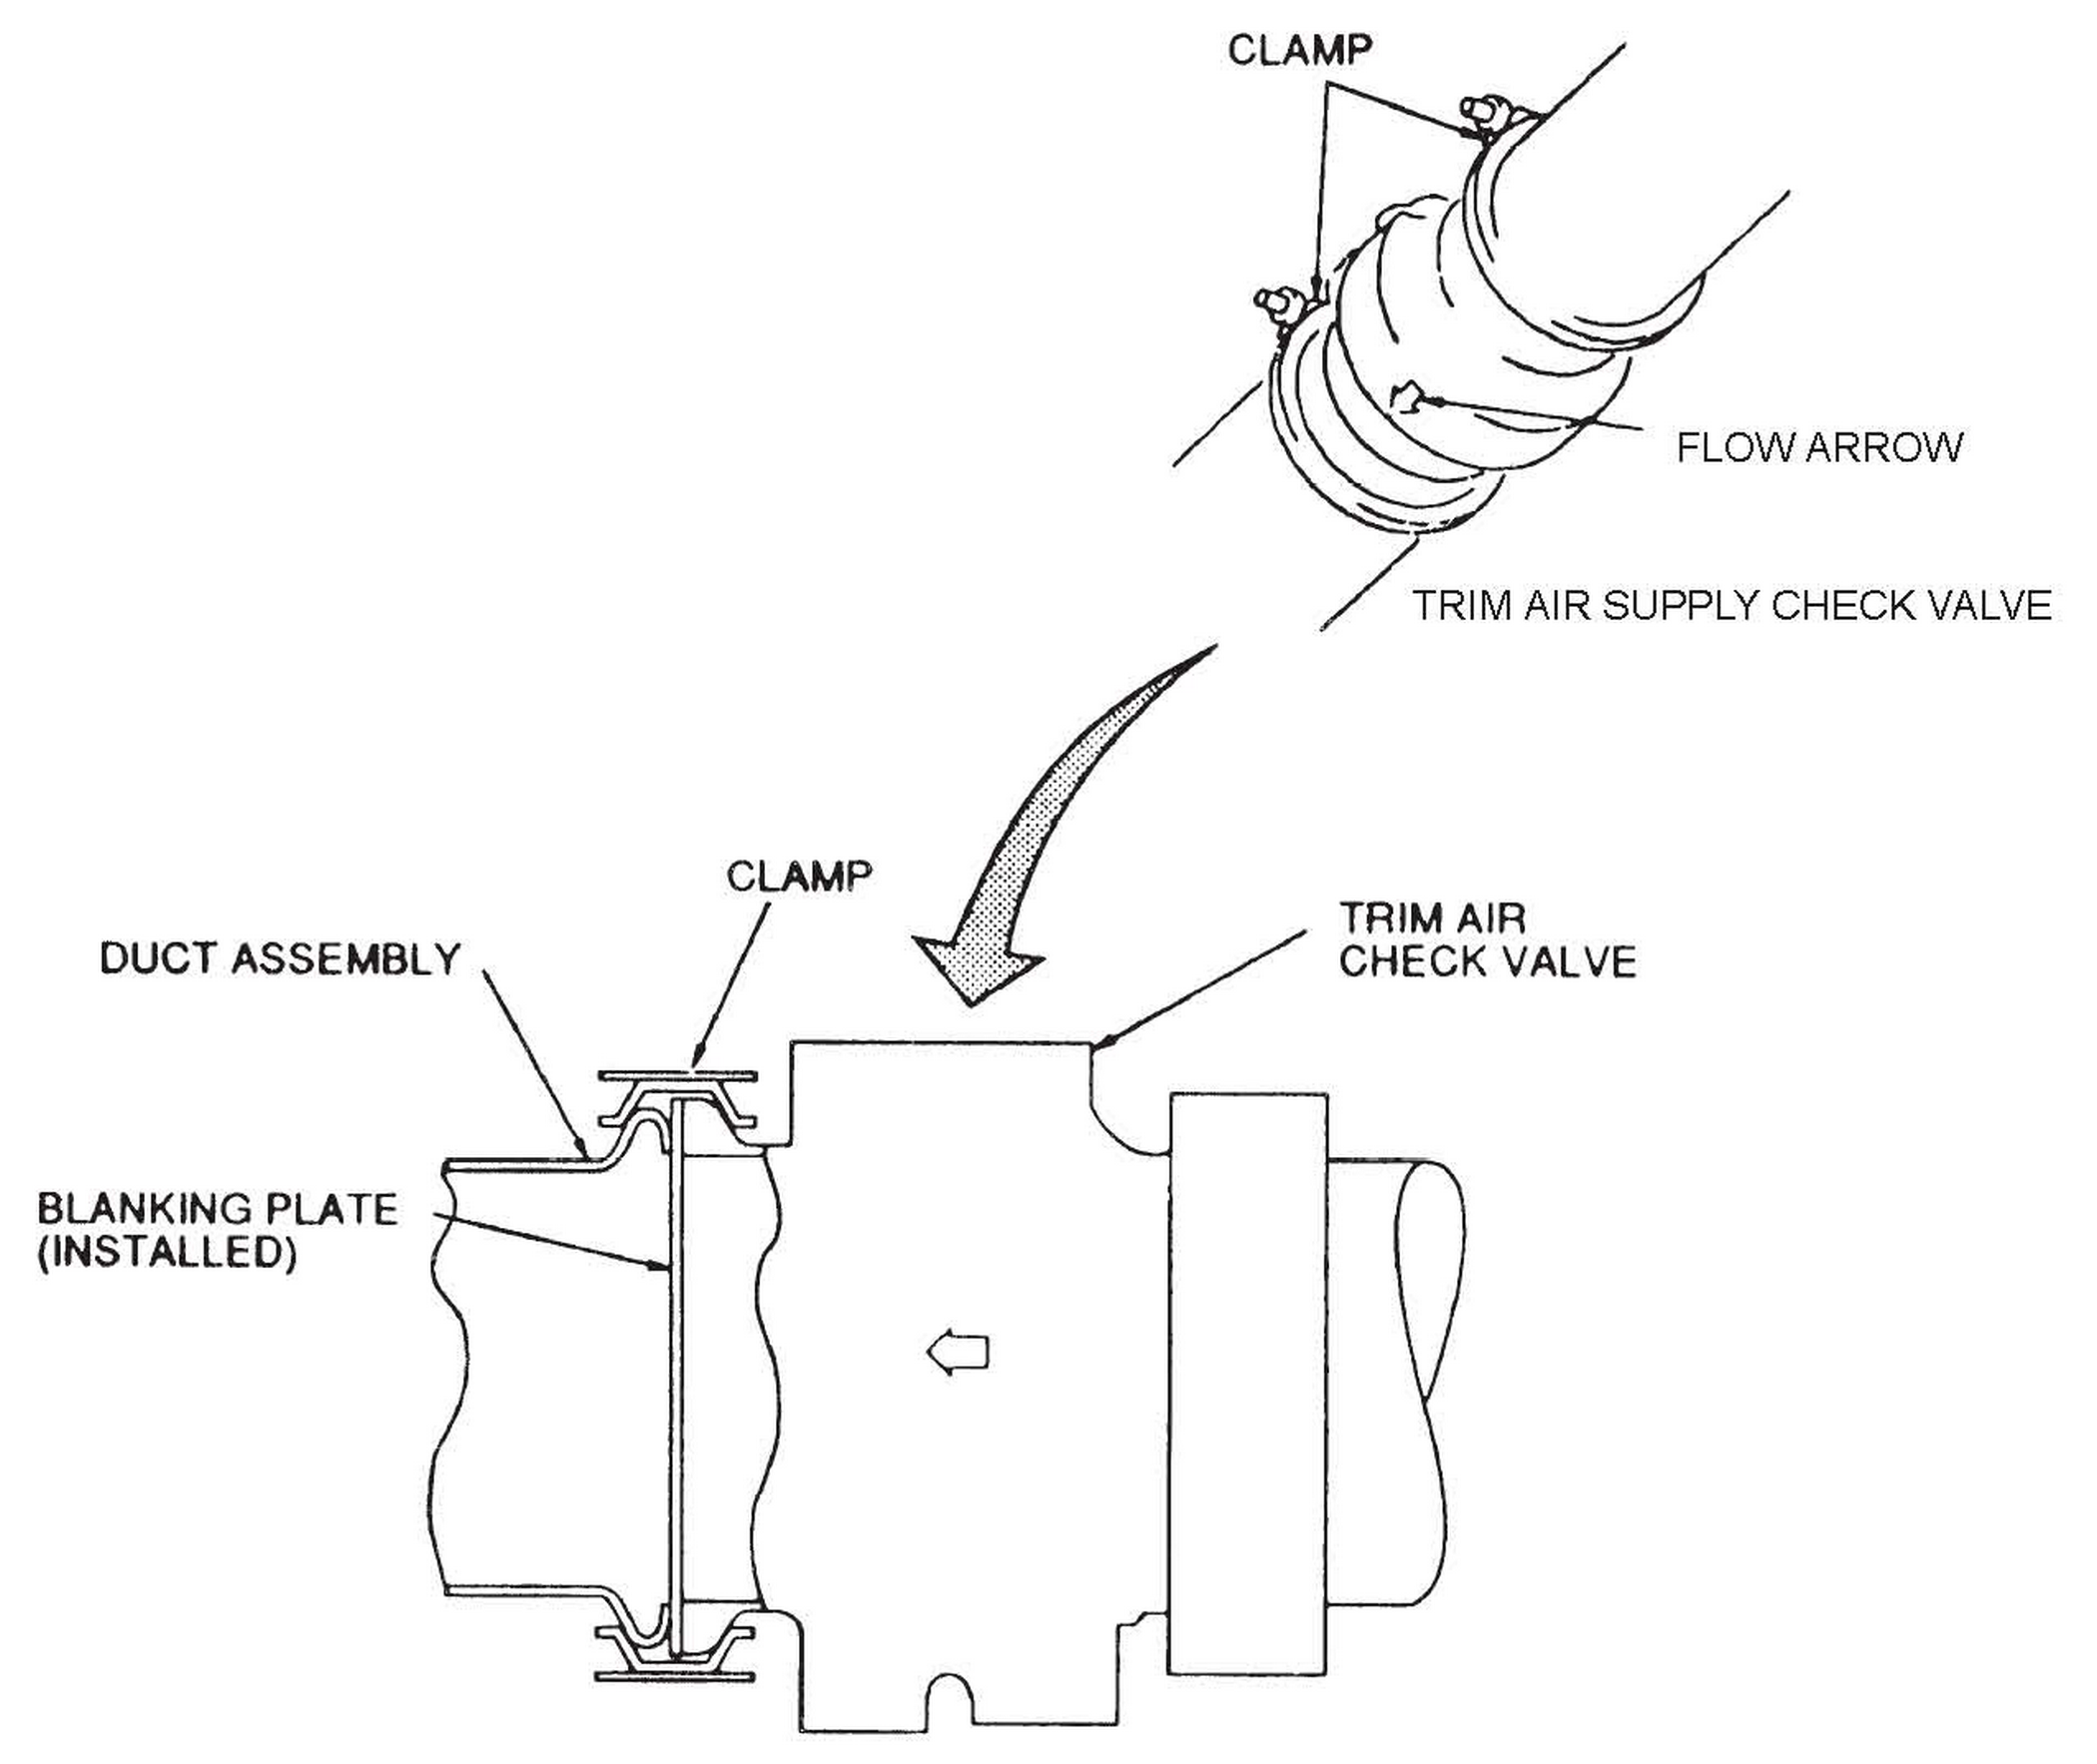 CLAMP
FLOW ARROW
TRIM AIR SUPPLY CHECK VALVE
CLAMP
TRIM AIR
CHECK VALVE
DUCT ASSEMBLY
BLANKING PLATE
(INSTALLED)